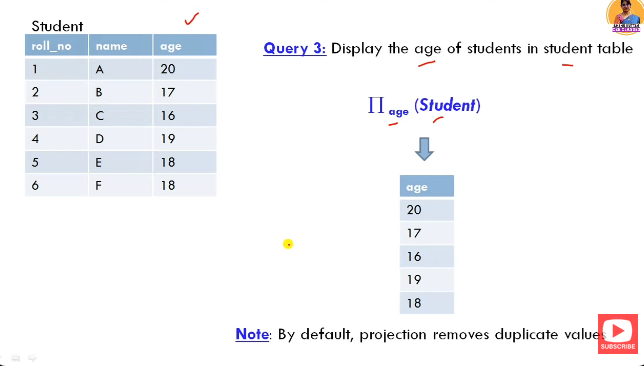 Student
roll_no name age
1 A 20
2 B 17
3 C 16
4 D 19
5 E 18
6 F 18
Query 3: Display the age of students in student table
∏ age (Student)
age
20
17
16
19
18
Note: By default, projection removes duplicate values
SUBSCRIBE